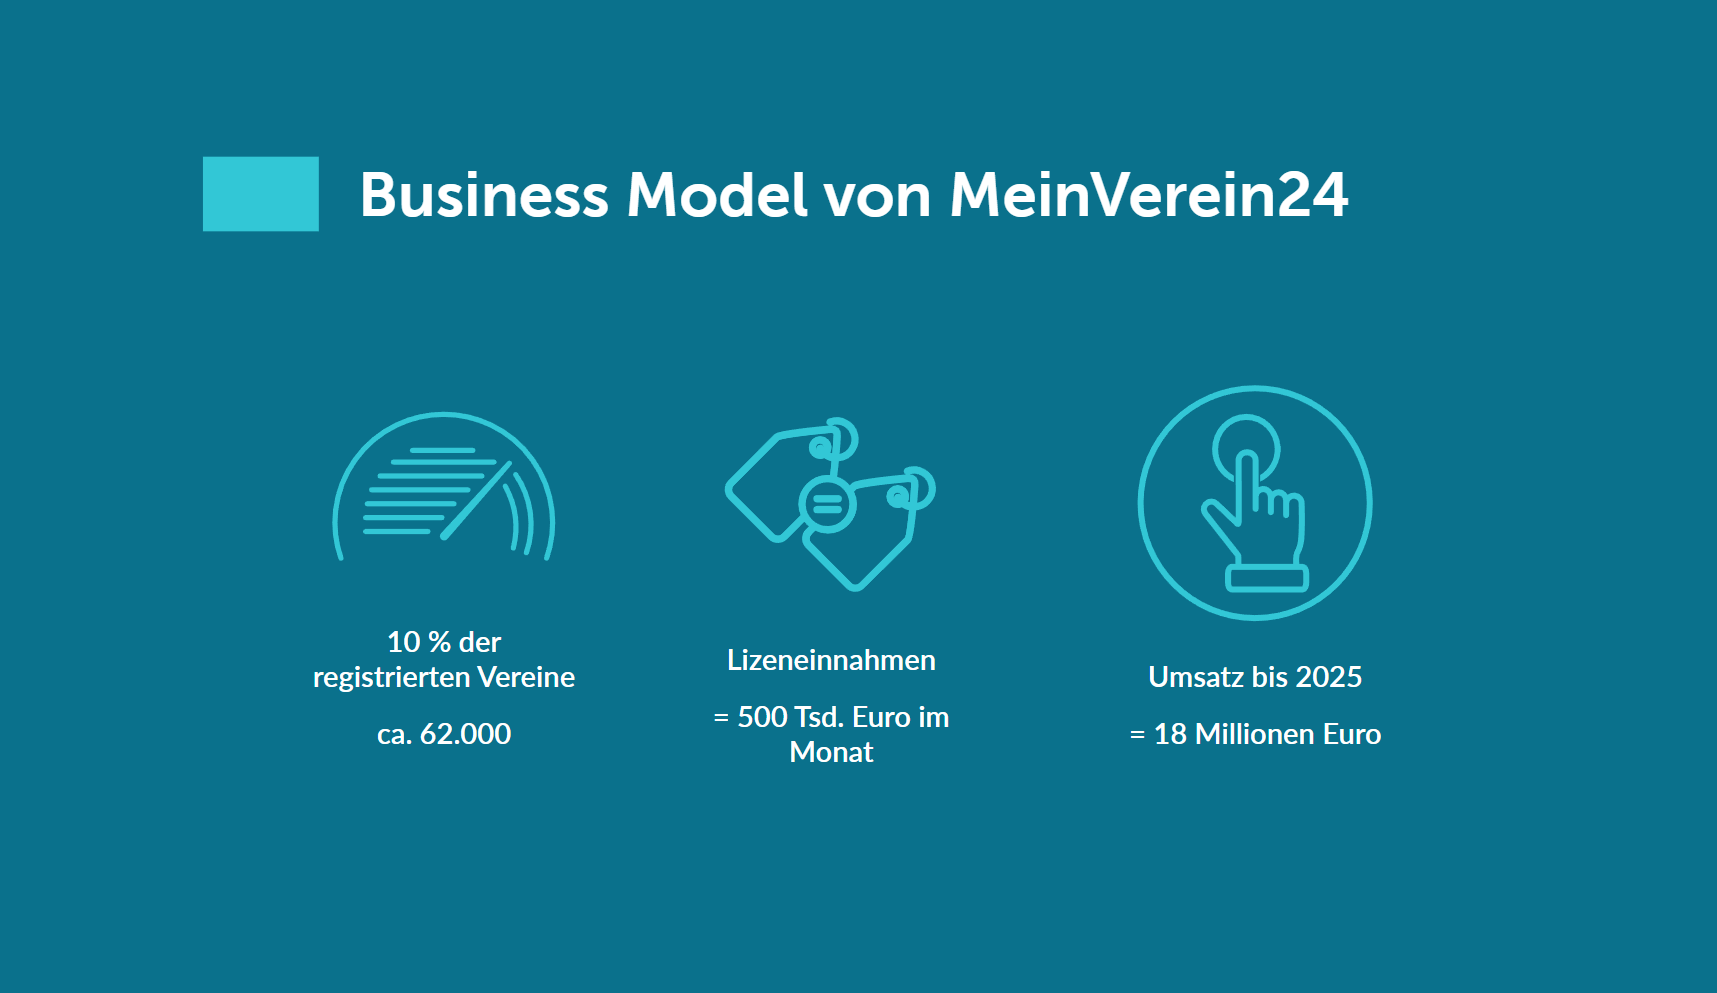 Business Model von MeinVerein24
10 % der
registrierten Vereine
ca. 62.000
Lizeneinnahmen
= 500 Tsd. Euro im
Monat
Umsatz bis 2025
= 18 Millionen Euro